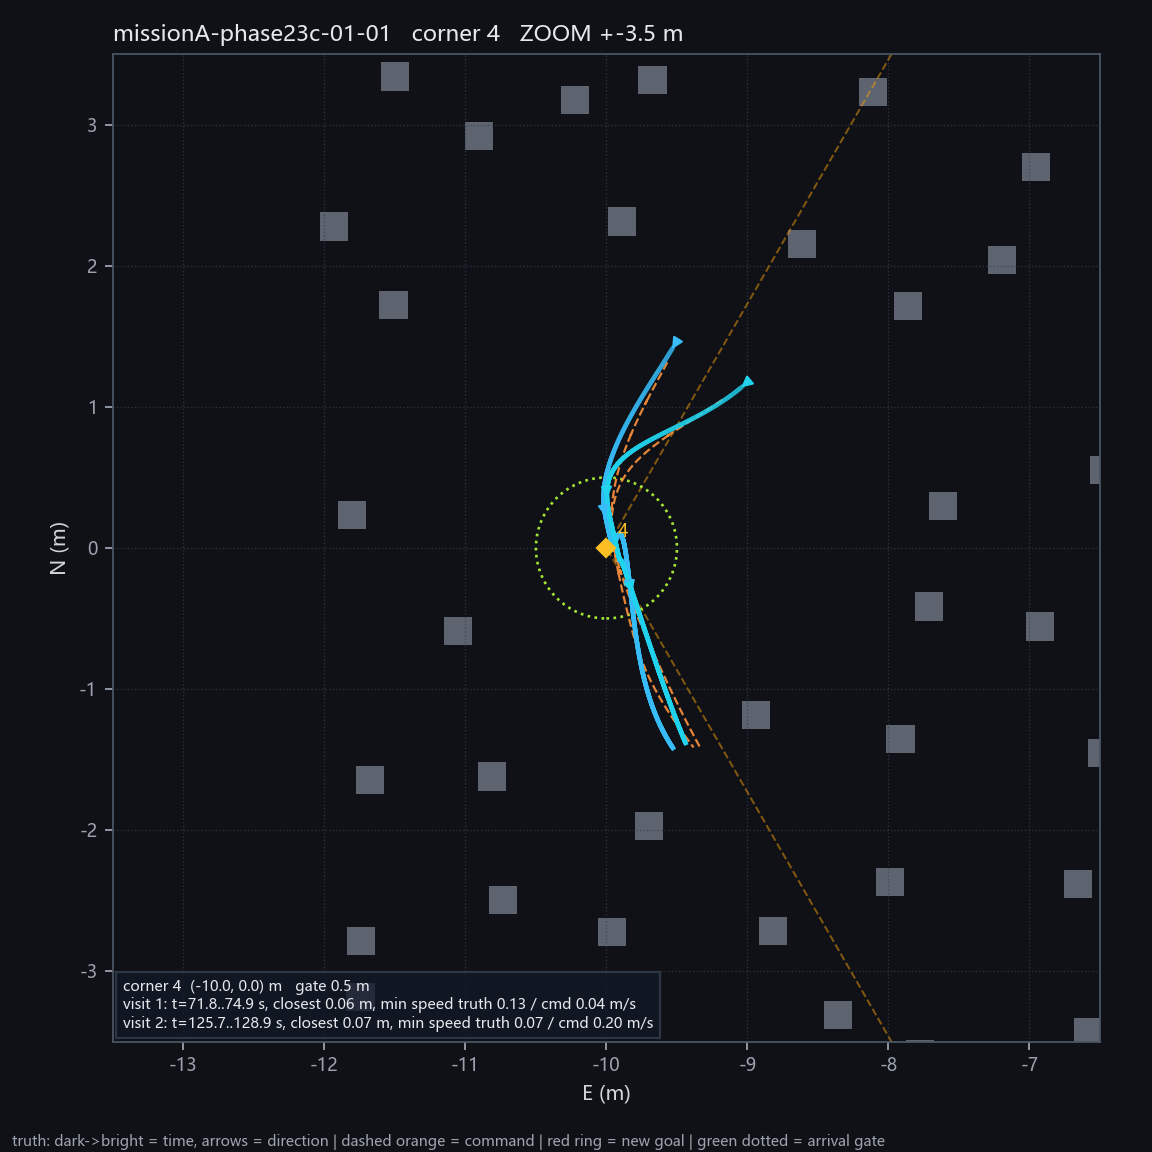 missionA-phase23c-01-01   corner 4   ZOOM +-3.5 m
3
2
1
0
-1
-2
-3
N (m)
4
corner 4  (-10.0, 0.0) m   gate 0.5 m
visit 1: t=71.8..74.9 s, closest 0.06 m, min speed truth 0.13 / cmd 0.04 m/s
visit 2: t=125.7..128.9 s, closest 0.07 m, min speed truth 0.07 / cmd 0.20 m/s
-13 -12 -11 -10 -9 -8 -7
E (m)
truth: dark->bright = time, arrows = direction | dashed orange = command | red ring = new goal | green dotted = arrival gate